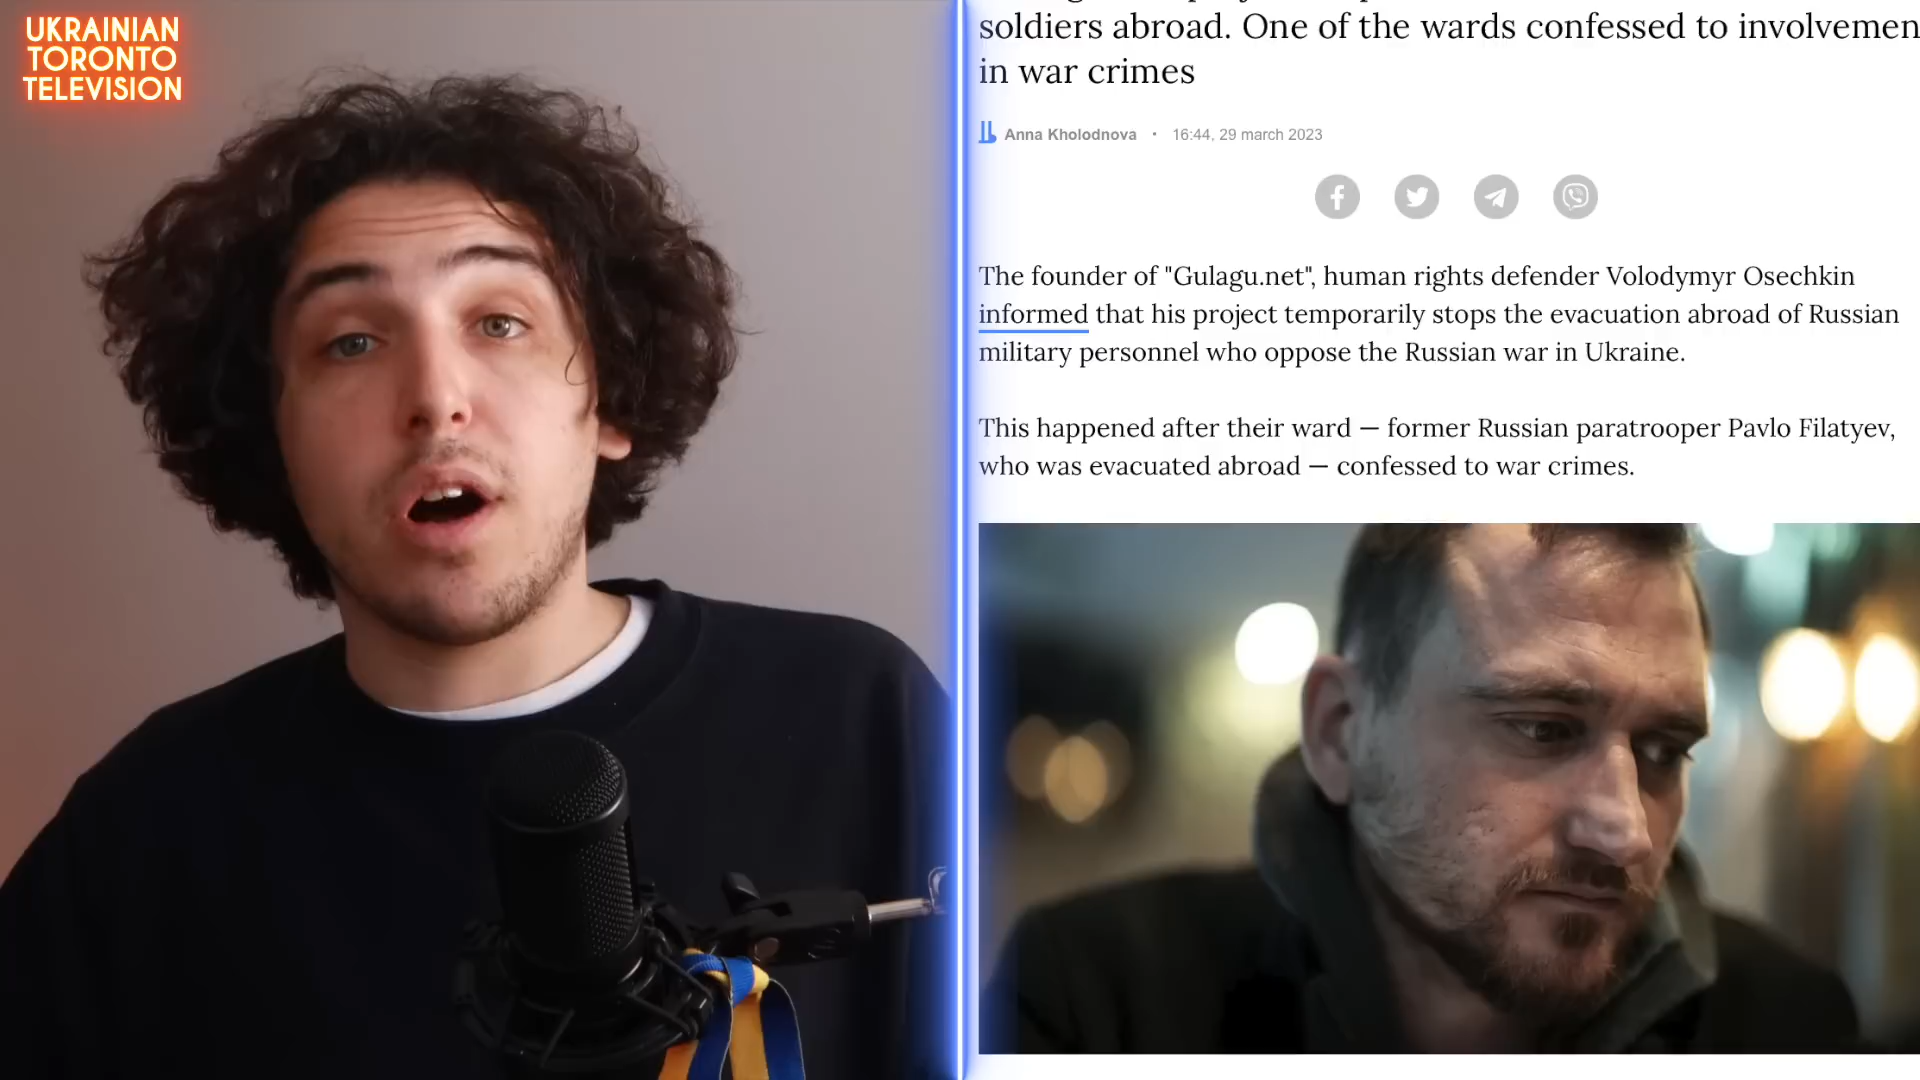 UKRAINIAN
TORONTO
TELEVISION
soldiers abroad. One of the wards confessed to involvemen
in war crimes
Anna Kholodnova • 16:44, 29 march 2023
The founder of "Gulagu.net", human rights defender Volodymyr Osechkin
informed that his project temporarily stops the evacuation abroad of Russian
military personnel who oppose the Russian war in Ukraine.
This happened after their ward — former Russian paratrooper Pavlo Filatyev,
who was evacuated abroad — confessed to war crimes.